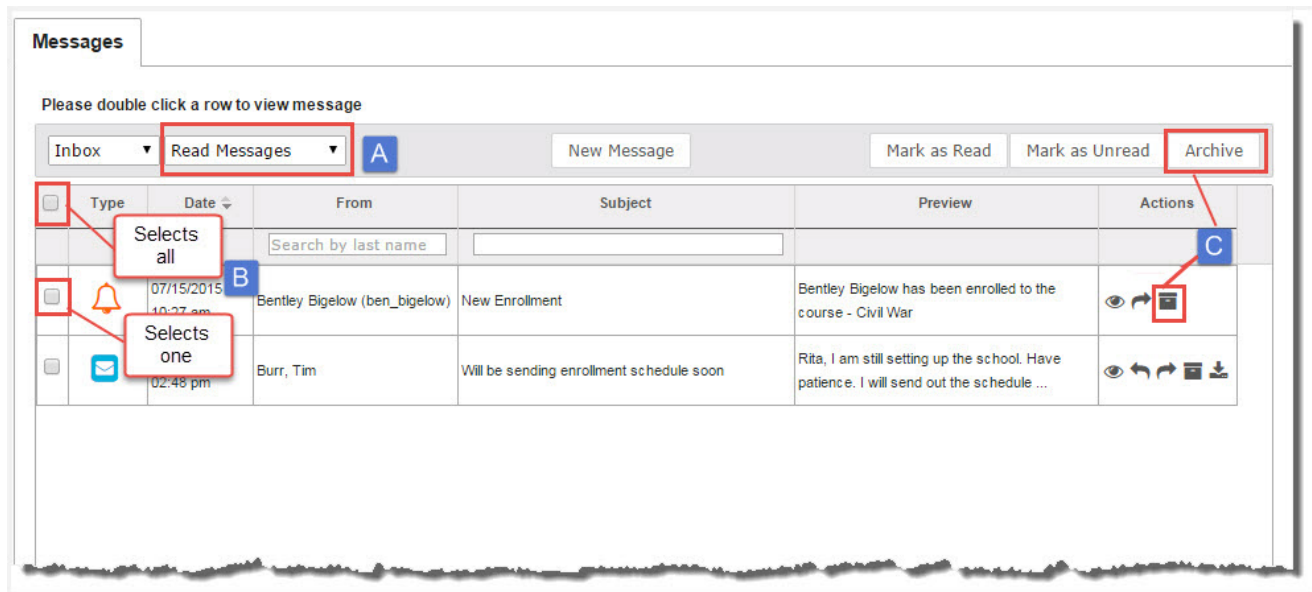 Messages
Please double click a row to view message
Inbox
Read Messages
A
New Message
Mark as Read
Mark as Unread
Archive
Type
Date
From
Subject
Preview
Actions
Selects
all
Search by last name
C
B
07/15/2015
10:27 am
Bentley Bigelow (ben_bigelow)
New Enrollment
Bentley Bigelow has been enrolled to the
course - Civil War
Selects
one
02:48 pm
Burr, Tim
Will be sending enrollment schedule soon
Rita, I am still setting up the school. Have
patience. I will send out the schedule ...